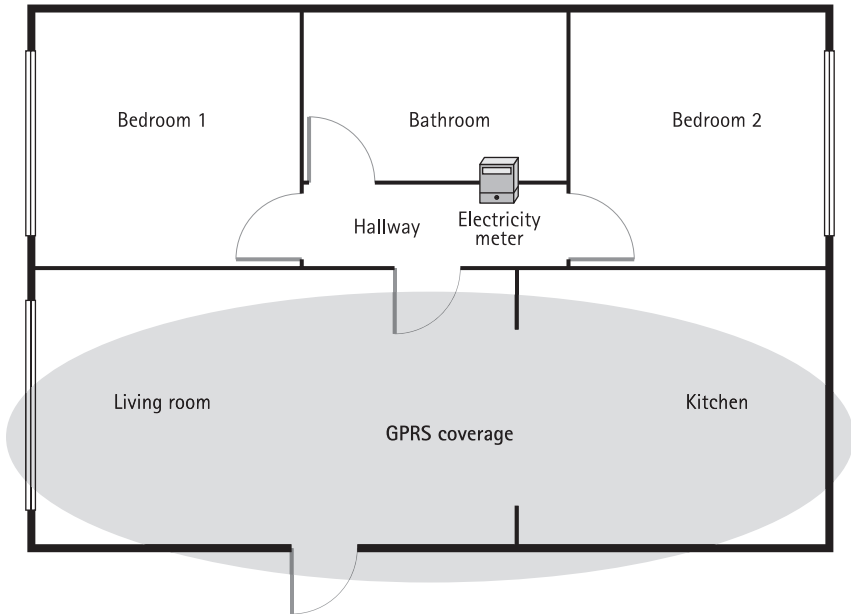 Bedroom 1
Bathroom
Bedroom 2
Hallway
Electricity
meter
Living room
GPRS coverage
Kitchen